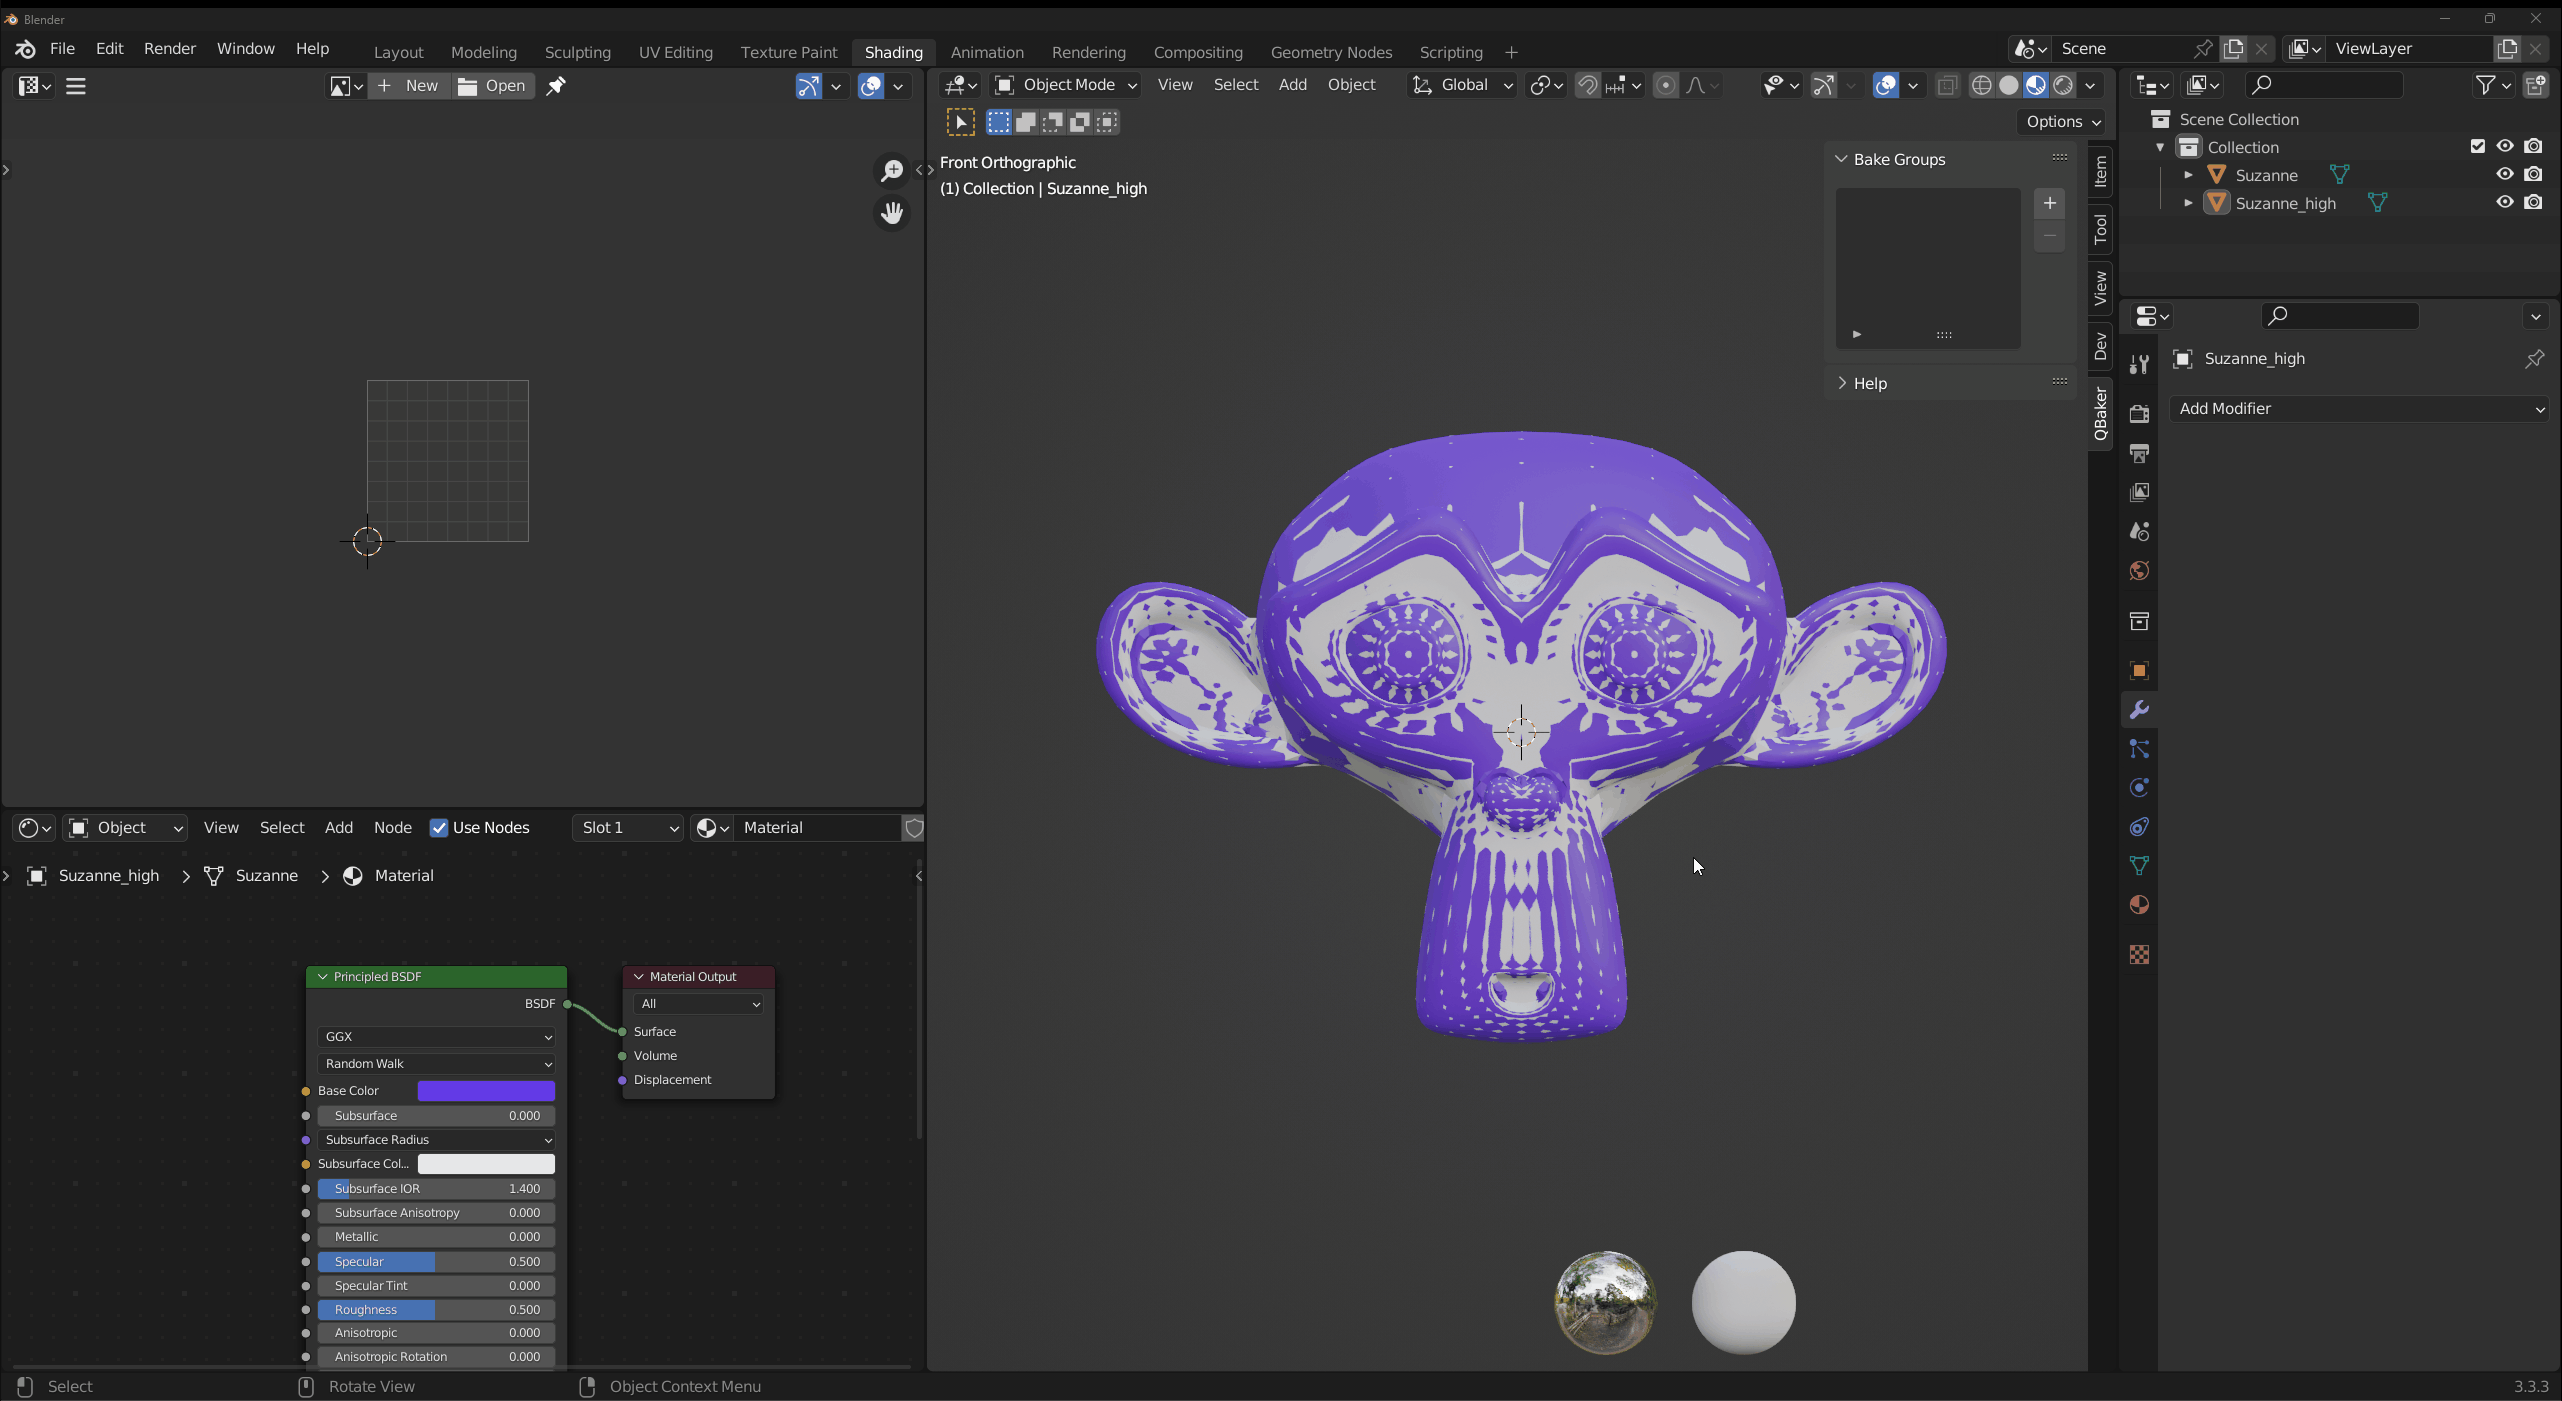 Blender
File Edit Render Window Help Layout Modeling Sculpting UV Editing Texture Paint Shading Animation Rendering Compositing Geometry Nodes Scripting + Scene ViewLayer
+ New Open
Object Mode View Select Add Object Global
Options
Front Orthographic
(1) Collection | Suzanne_high
Bake Groups
Help
Item
Tool
View
Dev
QBaker
Scene Collection
Collection
Suzanne
Suzanne_high
Suzanne_high
Add Modifier
Object View Select Add Node Use Nodes Slot 1 Material
Suzanne_high > Suzanne > Material
Principled BSDF
BSDF
GGX
Random Walk
Base Color
Subsurface 0.000
Subsurface Radius
Subsurface Col...
Subsurface IOR 1.400
Subsurface Anisotropy 0.000
Metallic 0.000
Specular 0.500
Specular Tint 0.000
Roughness 0.500
Anisotropic 0.000
Anisotropic Rotation 0.000
Material Output
All
Surface
Volume
Displacement
Select Rotate View Object Context Menu 3.3.3